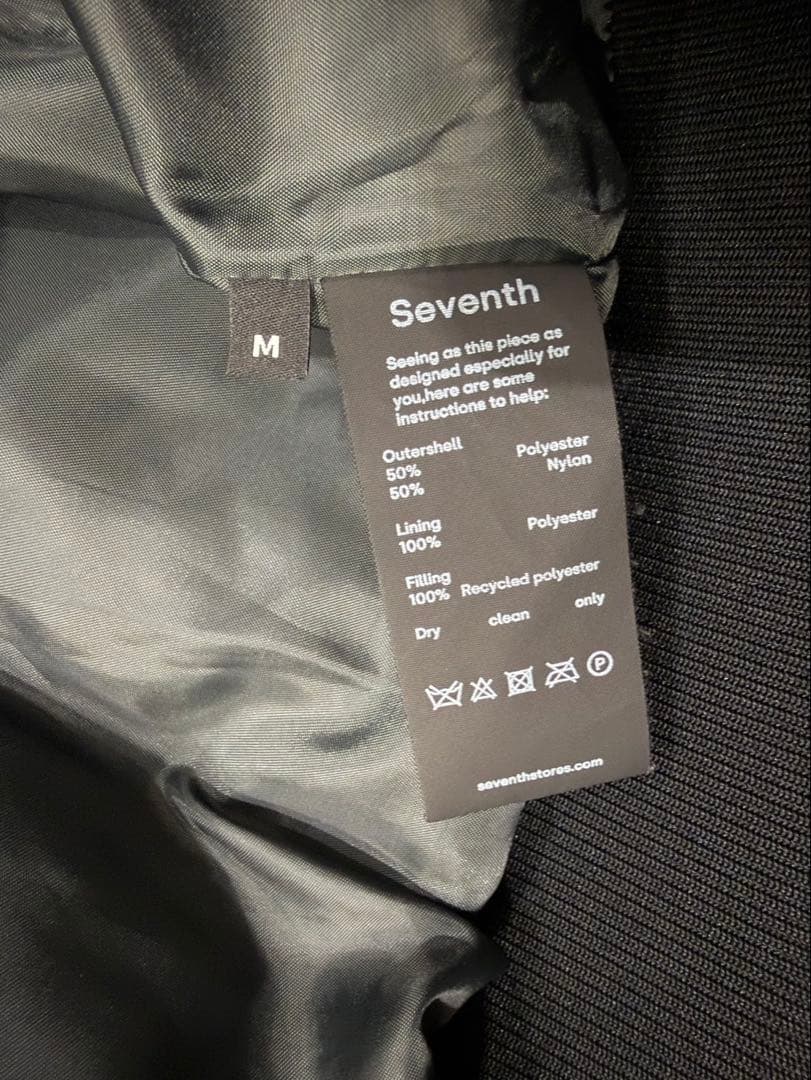 M
Seventh
Seeing as this piece as
designed especially for
you,here are some
instructions to help:
Outershell
50% Polyester
50% Nylon
Lining
100% Polyester
Filling
100% Recycled polyester
Dry clean only
P
seventhstores.com